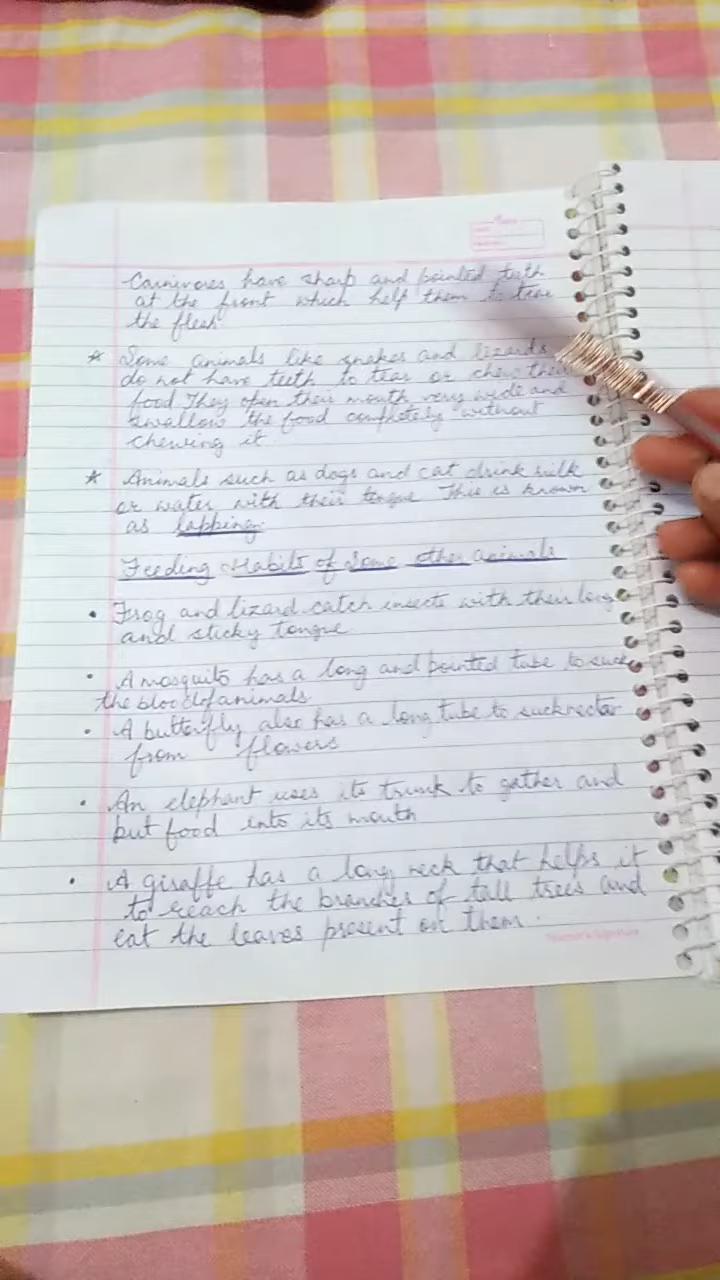 Date
Carnivores have sharp and pointed teeth
at the front which help them to tear
the flesh
* Some animals like snakes and lizards
do not have teeth to tear or chew their
food They open their mouth very wide and
swallow the food completely without
chewing it
* Animals such as dogs and cat drink milk
or water with their tongue This is known
as lapping.
Feeding Habits of Some other animals
• Frog and lizard catch insects with their long
and sticky tongue
• A mosquito has a long and pointed tube to suck
the blood of animals
• A butterfly also has a long tube to suck nectar
from flowers
• An elephant uses its trunk to gather and
but food into its mouth
• A giraffe has a long neck that helps it
to reach the branches of tall trees and
eat the leaves present on them.
Teacher's Signature